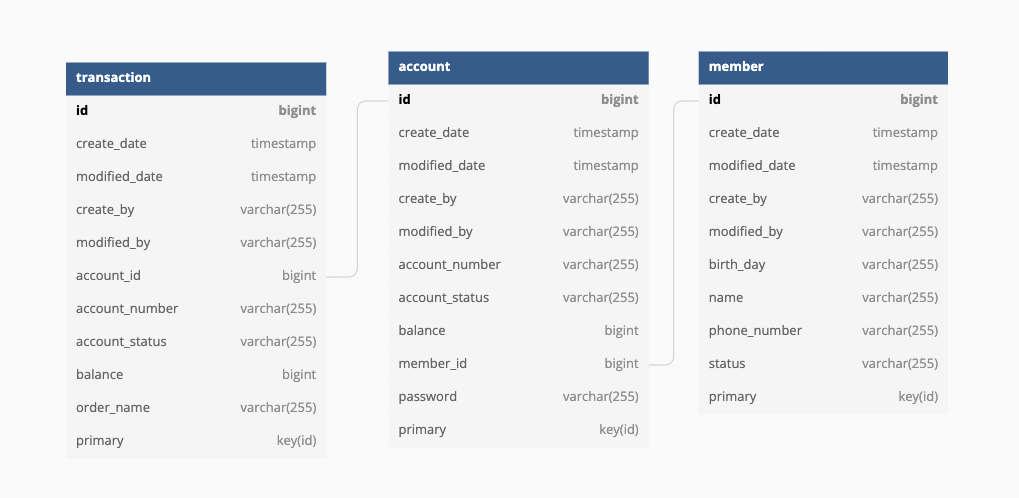 transaction
id bigint
create_date timestamp
modified_date timestamp
create_by varchar(255)
modified_by varchar(255)
account_id bigint
account_number varchar(255)
account_status varchar(255)
balance bigint
order_name varchar(255)
primary key(id)
account
id bigint
create_date timestamp
modified_date timestamp
create_by varchar(255)
modified_by varchar(255)
account_number varchar(255)
account_status varchar(255)
balance bigint
member_id bigint
password varchar(255)
primary key(id)
member
id bigint
create_date timestamp
modified_date timestamp
create_by varchar(255)
modified_by varchar(255)
birth_day varchar(255)
name varchar(255)
phone_number varchar(255)
status varchar(255)
primary key(id)